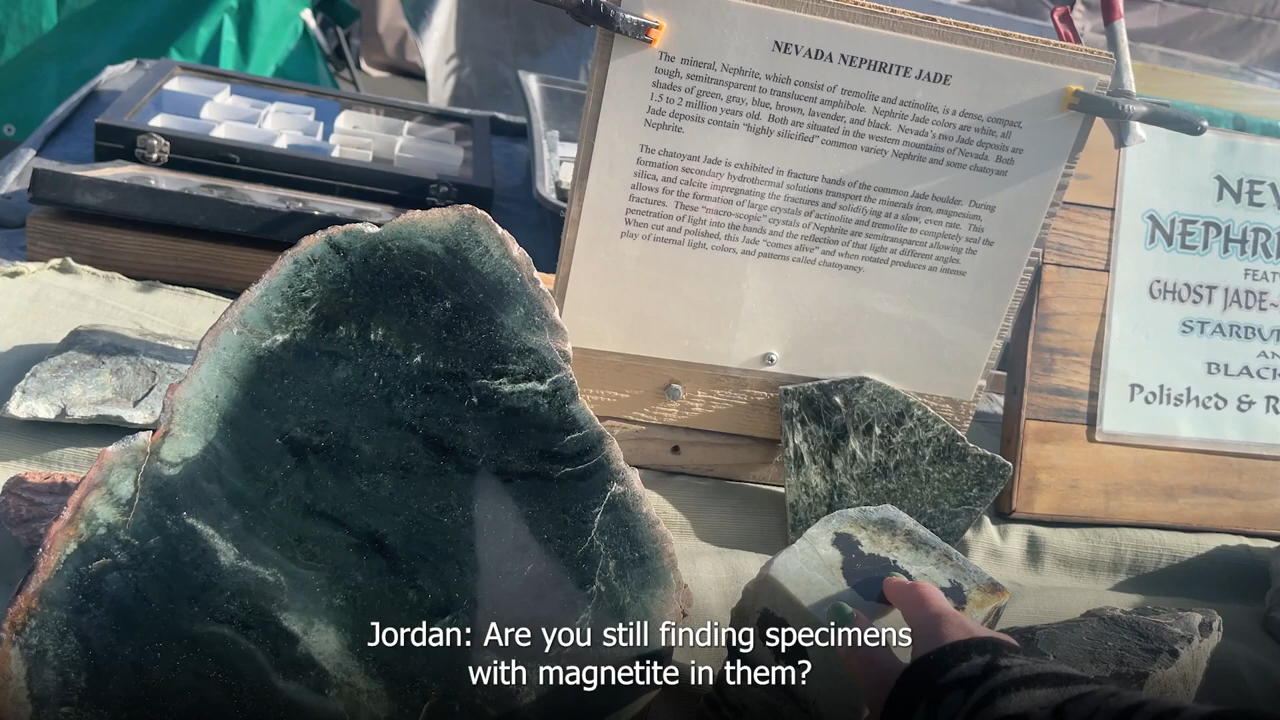 NEVADA NEPHRITE JADE
The mineral, Nephrite, which consist of tremolite and actinolite, is a dense, compact,
tough, semitransparent to translucent amphibole. Nephrite Jade colors are white, all
shades of green, gray, blue, brown, lavender, and black. Nevada's two Jade deposits are
1.5 to 2 million years old. Both are situated in the western mountains of Nevada. Both
Jade deposits contain "highly silicified" common variety Nephrite and some chatoyant
Nephrite.
The chatoyant Jade is exhibited in fracture bands of the common Jade boulder. During
formation secondary hydrothermal solutions transport the minerals iron, magnesium,
silica, and calcite impregnating the fractures and solidifying at a slow, even rate. This
allows for the formation of large crystals of actinolite and tremolite to completely seal the
fractures. These "macro-scopic" crystals of Nephrite are semitransparent allowing the
penetration of light into the bands and the reflection of that light at different angles.
When cut and polished, this Jade "comes alive" and when rotated produces an intense
play of internal light, colors, and patterns called chatoyancy.
NEV
NEPHRI
FEAT
GHOST JADE~
STARBU
AN
BLACK
Polished & R
Jordan: Are you still finding specimens
with magnetite in them?